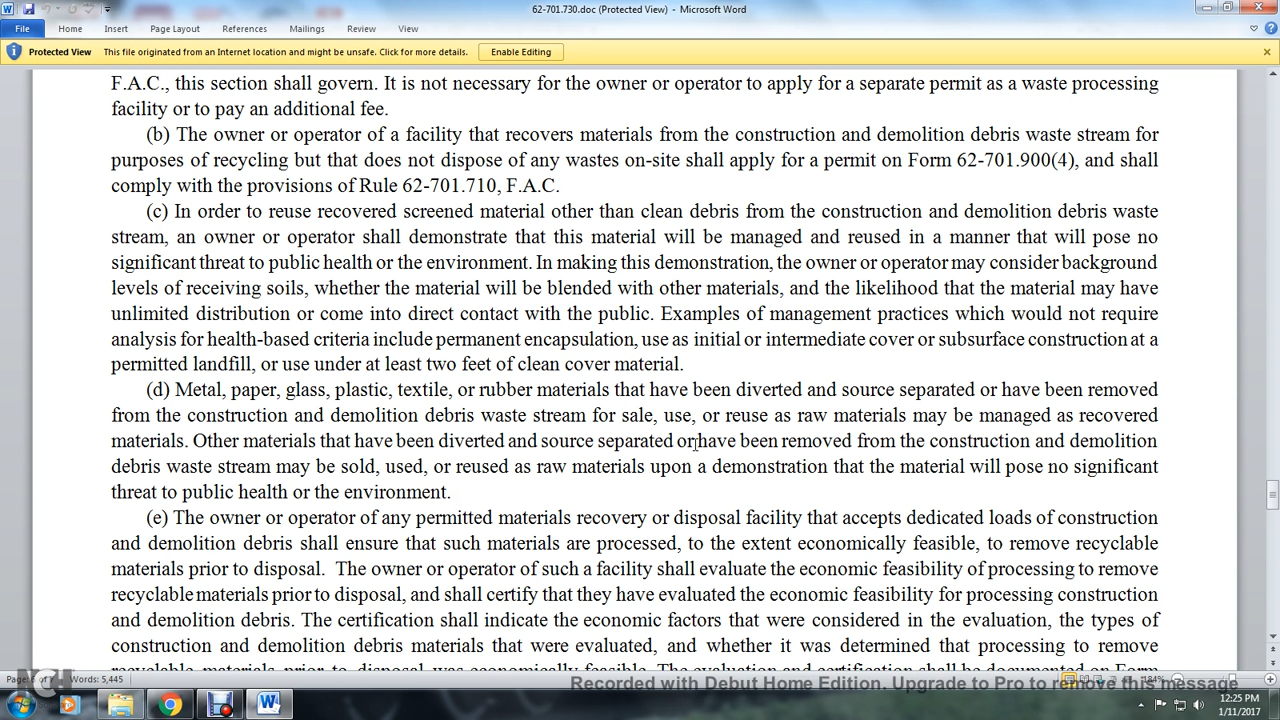 62-701.730.doc (Protected View) - Microsoft Word
File Home Insert Page Layout References Mailings Review View
Protected View This file originated from an Internet location and might be unsafe. Click for more details. Enable Editing
F.A.C., this section shall govern. It is not necessary for the owner or operator to apply for a separate permit as a waste processing
facility or to pay an additional fee.
(b) The owner or operator of a facility that recovers materials from the construction and demolition debris waste stream for
purposes of recycling but that does not dispose of any wastes on-site shall apply for a permit on Form 62-701.900(4), and shall
comply with the provisions of Rule 62-701.710, F.A.C.
(c) In order to reuse recovered screened material other than clean debris from the construction and demolition debris waste
stream, an owner or operator shall demonstrate that this material will be managed and reused in a manner that will pose no
significant threat to public health or the environment. In making this demonstration, the owner or operator may consider background
levels of receiving soils, whether the material will be blended with other materials, and the likelihood that the material may have
unlimited distribution or come into direct contact with the public. Examples of management practices which would not require
analysis for health-based criteria include permanent encapsulation, use as initial or intermediate cover or subsurface construction at a
permitted landfill, or use under at least two feet of clean cover material.
(d) Metal, paper, glass, plastic, textile, or rubber materials that have been diverted and source separated or have been removed
from the construction and demolition debris waste stream for sale, use, or reuse as raw materials may be managed as recovered
materials. Other materials that have been diverted and source separated or have been removed from the construction and demolition
debris waste stream may be sold, used, or reused as raw materials upon a demonstration that the material will pose no significant
threat to public health or the environment.
(e) The owner or operator of any permitted materials recovery or disposal facility that accepts dedicated loads of construction
and demolition debris shall ensure that such materials are processed, to the extent economically feasible, to remove recyclable
materials prior to disposal. The owner or operator of such a facility shall evaluate the economic feasibility of processing to remove
recyclable materials prior to disposal, and shall certify that they have evaluated the economic feasibility for processing construction
and demolition debris. The certification shall indicate the economic factors that were considered in the evaluation, the types of
construction and demolition debris materials that were evaluated, and whether it was determined that processing to remove
recyclable materials prior to disposal was economically feasible. The evaluation and certification shall be documented on Form
Words: 5,445 184%
NCH
Recorded with Debut Home Edition. Upgrade to Pro to remove this message
12:25 PM
1/11/2017